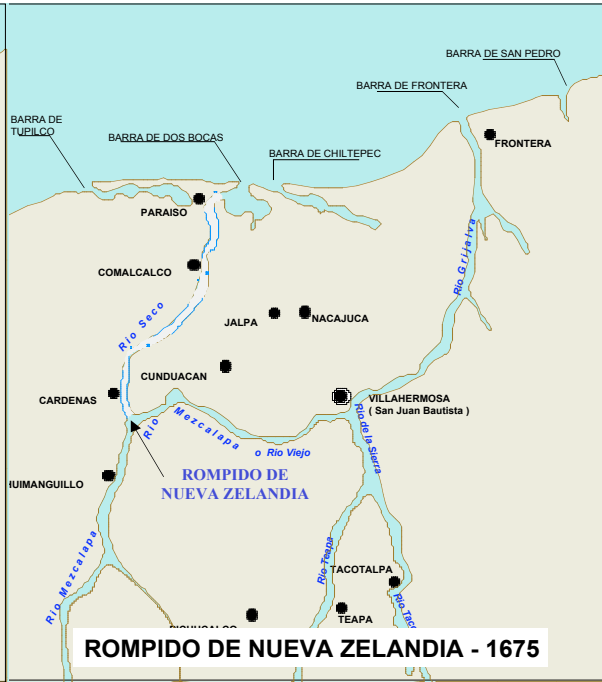 BARRA DE SAN PEDRO
BARRA DE FRONTERA
BARRA DE
TUPILCO
BARRA DE DOS BOCAS
FRONTERA
BARRA DE CHILTEPEC
PARAISO
Rio Grijalva
COMALCALCO
Rio Seco
JALPA
NACAJUCA
CUNDUACAN
CARDENAS
VILLAHERMOSA
( San Juan Bautista )
Rio Mezcalapa o Rio Viejo
Rio de la Sierra
ROMPIDO DE
NUEVA ZELANDIA
HUIMANGUILLO
Rio Mezcalapa
Rio Teapa
TACOTALPA
TEAPA
ROMPIDO DE NUEVA ZELANDIA - 1675